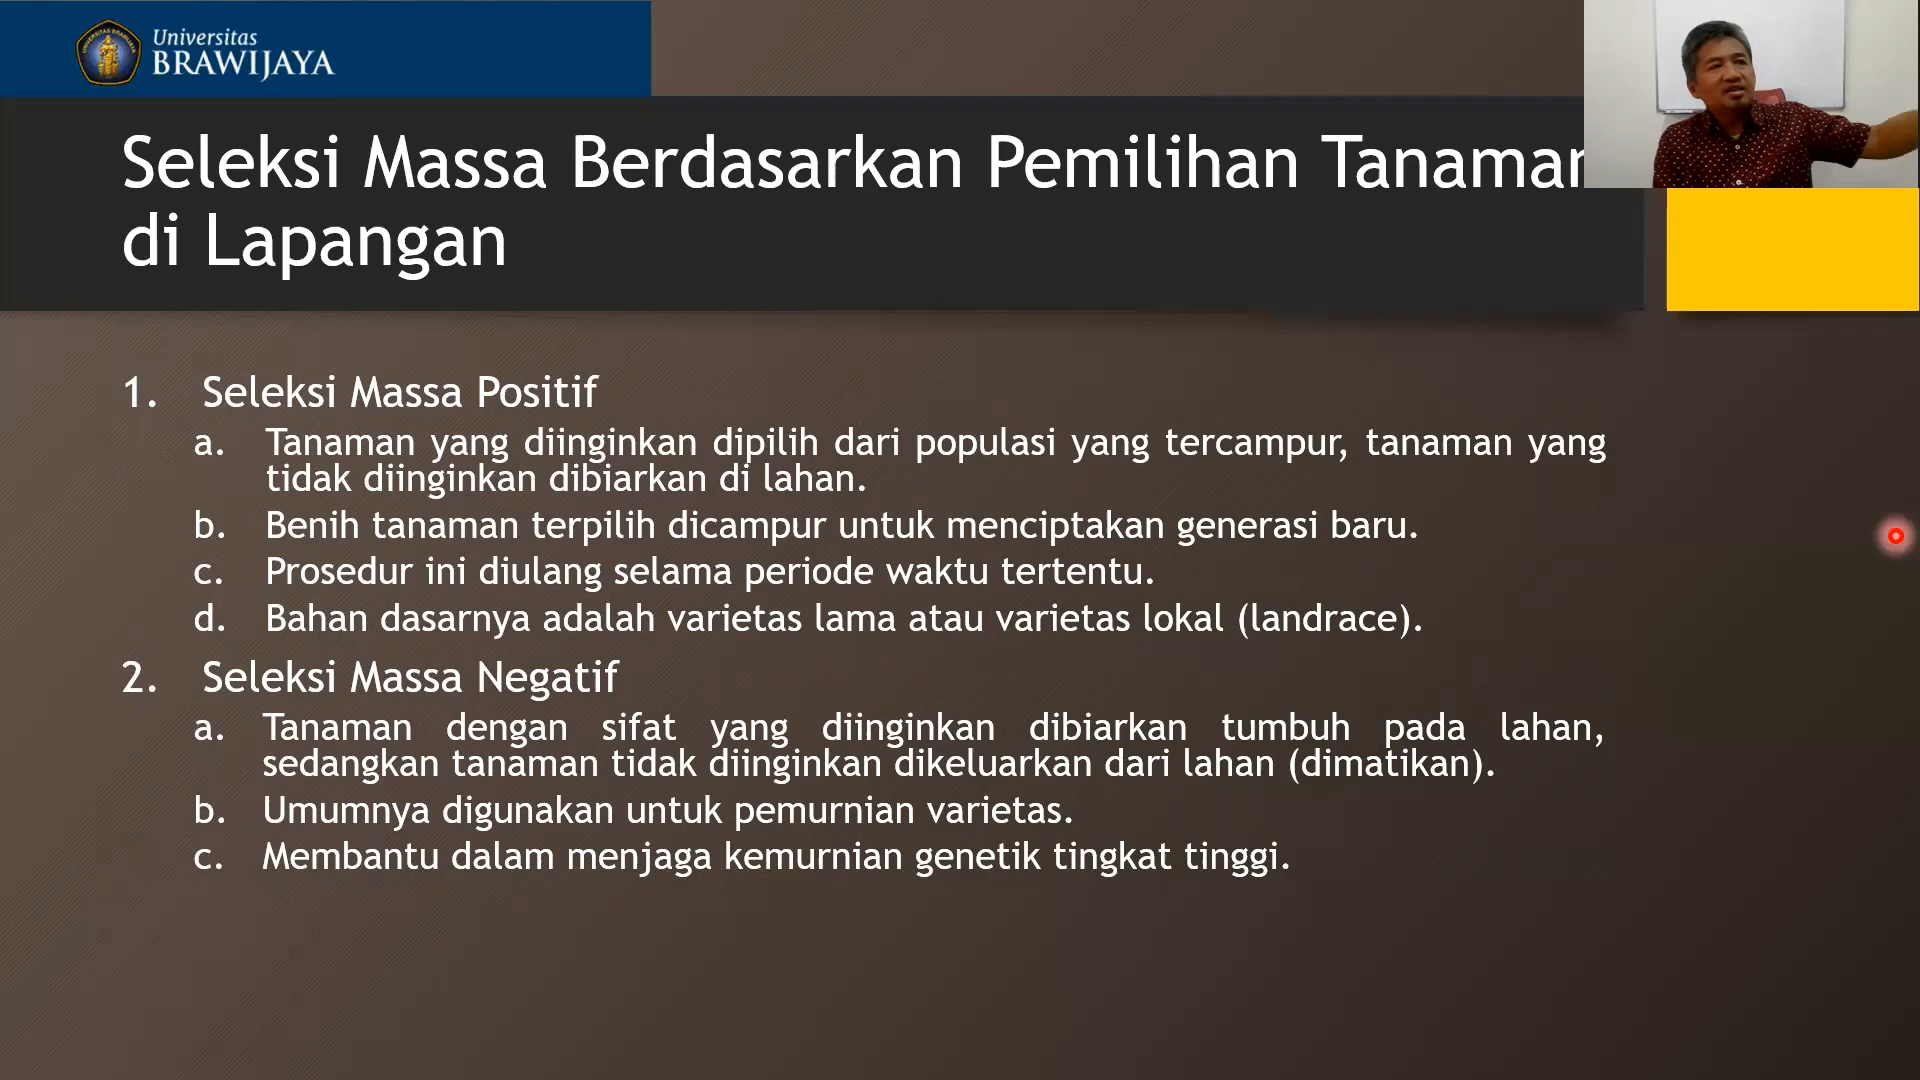 Universitas
BRAWIJAYA
Seleksi Massa Berdasarkan Pemilihan Tanaman
di Lapangan
1. Seleksi Massa Positif
a. Tanaman yang diinginkan dipilih dari populasi yang tercampur, tanaman yang
tidak diinginkan dibiarkan di lahan.
b. Benih tanaman terpilih dicampur untuk menciptakan generasi baru.
c. Prosedur ini diulang selama periode waktu tertentu.
d. Bahan dasarnya adalah varietas lama atau varietas lokal (landrace).
2. Seleksi Massa Negatif
a. Tanaman dengan sifat yang diinginkan dibiarkan tumbuh pada lahan,
sedangkan tanaman tidak diinginkan dikeluarkan dari lahan (dimatikan).
b. Umumnya digunakan untuk pemurnian varietas.
c. Membantu dalam menjaga kemurnian genetik tingkat tinggi.